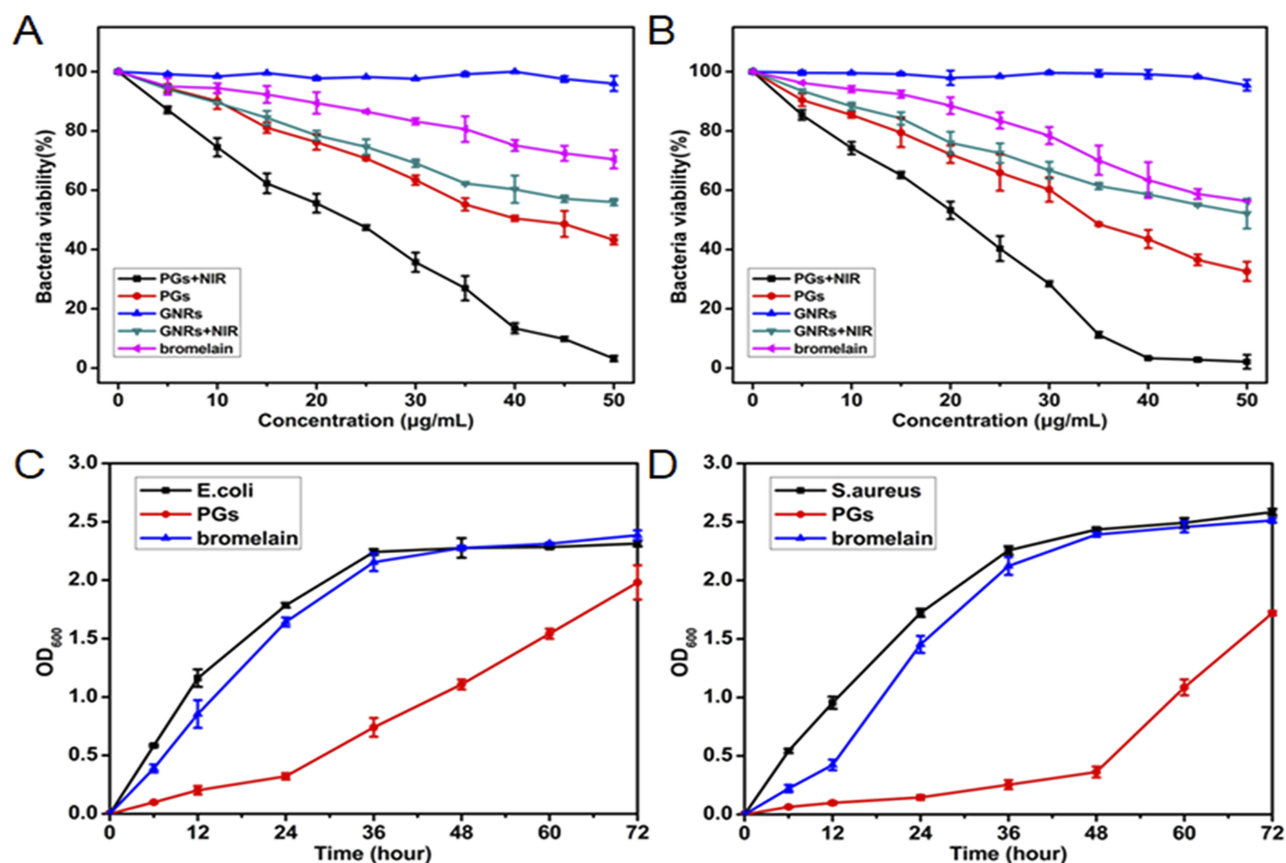 A
Bacteria viability(%)
100
80
60
40
20
0
PGs+NIR
PGs
GNRs
GNRs+NIR
bromelain
0 10 20 30 40 50
Concentration (µg/mL)
B
Bacteria viability(%)
100
80
60
40
20
0
PGs+NIR
PGs
GNRs
GNRs+NIR
bromelain
0 10 20 30 40 50
Concentration (µg/mL)
C
OD600
3.0
2.5
2.0
1.5
1.0
0.5
0.0
E.coli
PGs
bromelain
0 12 24 36 48 60 72
Time (hour)
D
OD600
3.0
2.5
2.0
1.5
1.0
0.5
0.0
S.aureus
PGs
bromelain
0 12 24 36 48 60 72
Time (hour)